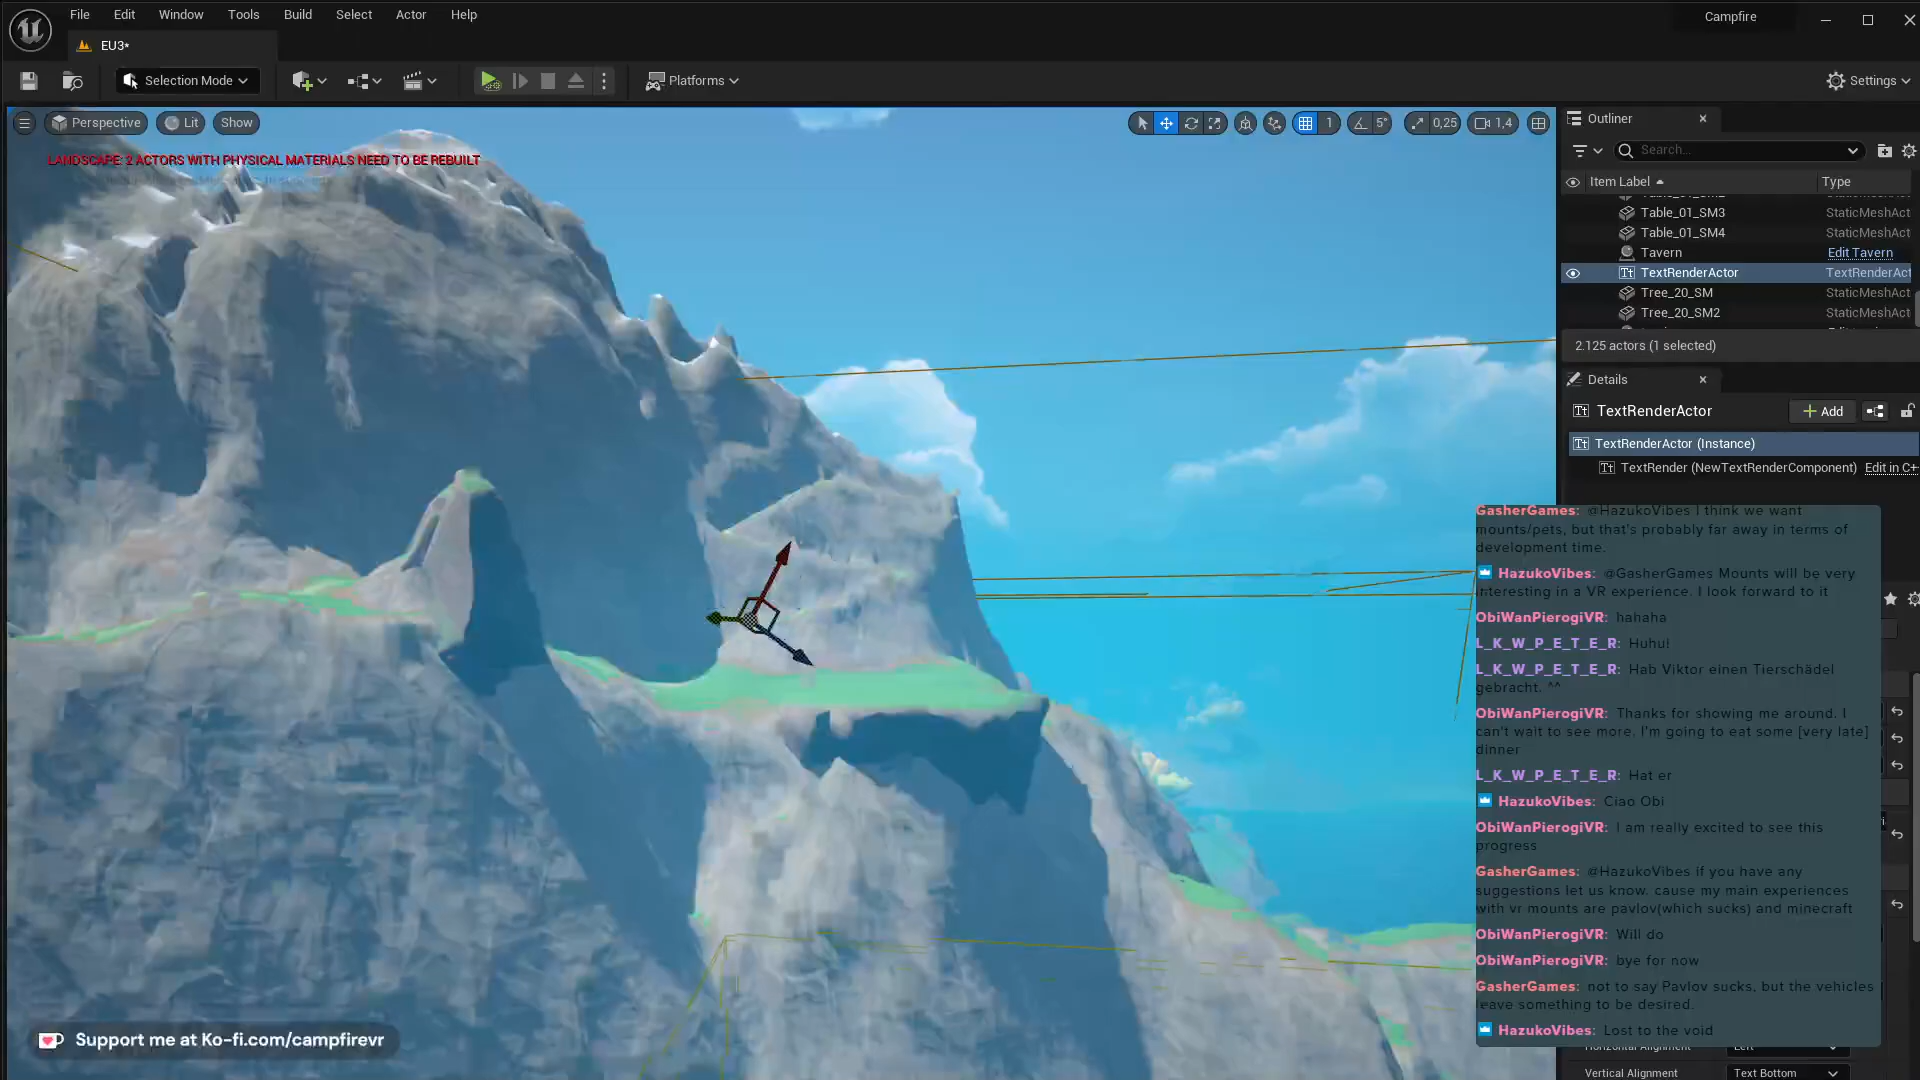 File Edit Window Tools Build Select Actor Help
Campfire
EU3*
Selection Mode
Platforms
Settings
Perspective
Lit
Show
1
5°
0,25
1,4
LANDSCAPE: 2 ACTORS WITH PHYSICAL MATERIALS NEED TO BE REBUILT
Outliner
Search...
Item Label
Type
Table_01_SM3 StaticMeshAct
Table_01_SM4 StaticMeshAct
Tavern Edit Tavern
TextRenderActor TextRenderAct
Tree_20_SM StaticMeshAct
Tree_20_SM2 StaticMeshAct
2.125 actors (1 selected)
Details
TextRenderActor
Add
TextRenderActor (Instance)
TextRender (NewTextRenderComponent) Edit in C+
GasherGames: @HazukoVibes I think we want
mounts/pets, but that's probably far away in terms of
development time.
HazukoVibes: @GasherGames Mounts will be very
interesting in a VR experience. I look forward to it
ObiWanPierogiVR: hahaha
L_K_W_P_E_T_E_R: Huhu!
L_K_W_P_E_T_E_R: Hab Viktor einen Tierschädel
gebracht. ^^
ObiWanPierogiVR: Thanks for showing me around. I
can't wait to see more. I'm going to eat some [very late]
dinner
L_K_W_P_E_T_E_R: Hat er
HazukoVibes: Ciao Obi
ObiWanPierogiVR: I am really excited to see this
progress
GasherGames: @HazukoVibes if you have any
suggestions let us know. cause my main experiences
with vr mounts are pavlov(which sucks) and minecraft
ObiWanPierogiVR: Will do
ObiWanPierogiVR: bye for now
GasherGames: not to say Pavlov sucks, but the vehicles
leave something to be desired.
HazukoVibes: Lost to the void
Horizontal Alignment Left
Vertical Alignment Text Bottom
Support me at Ko-fi.com/campfirevr